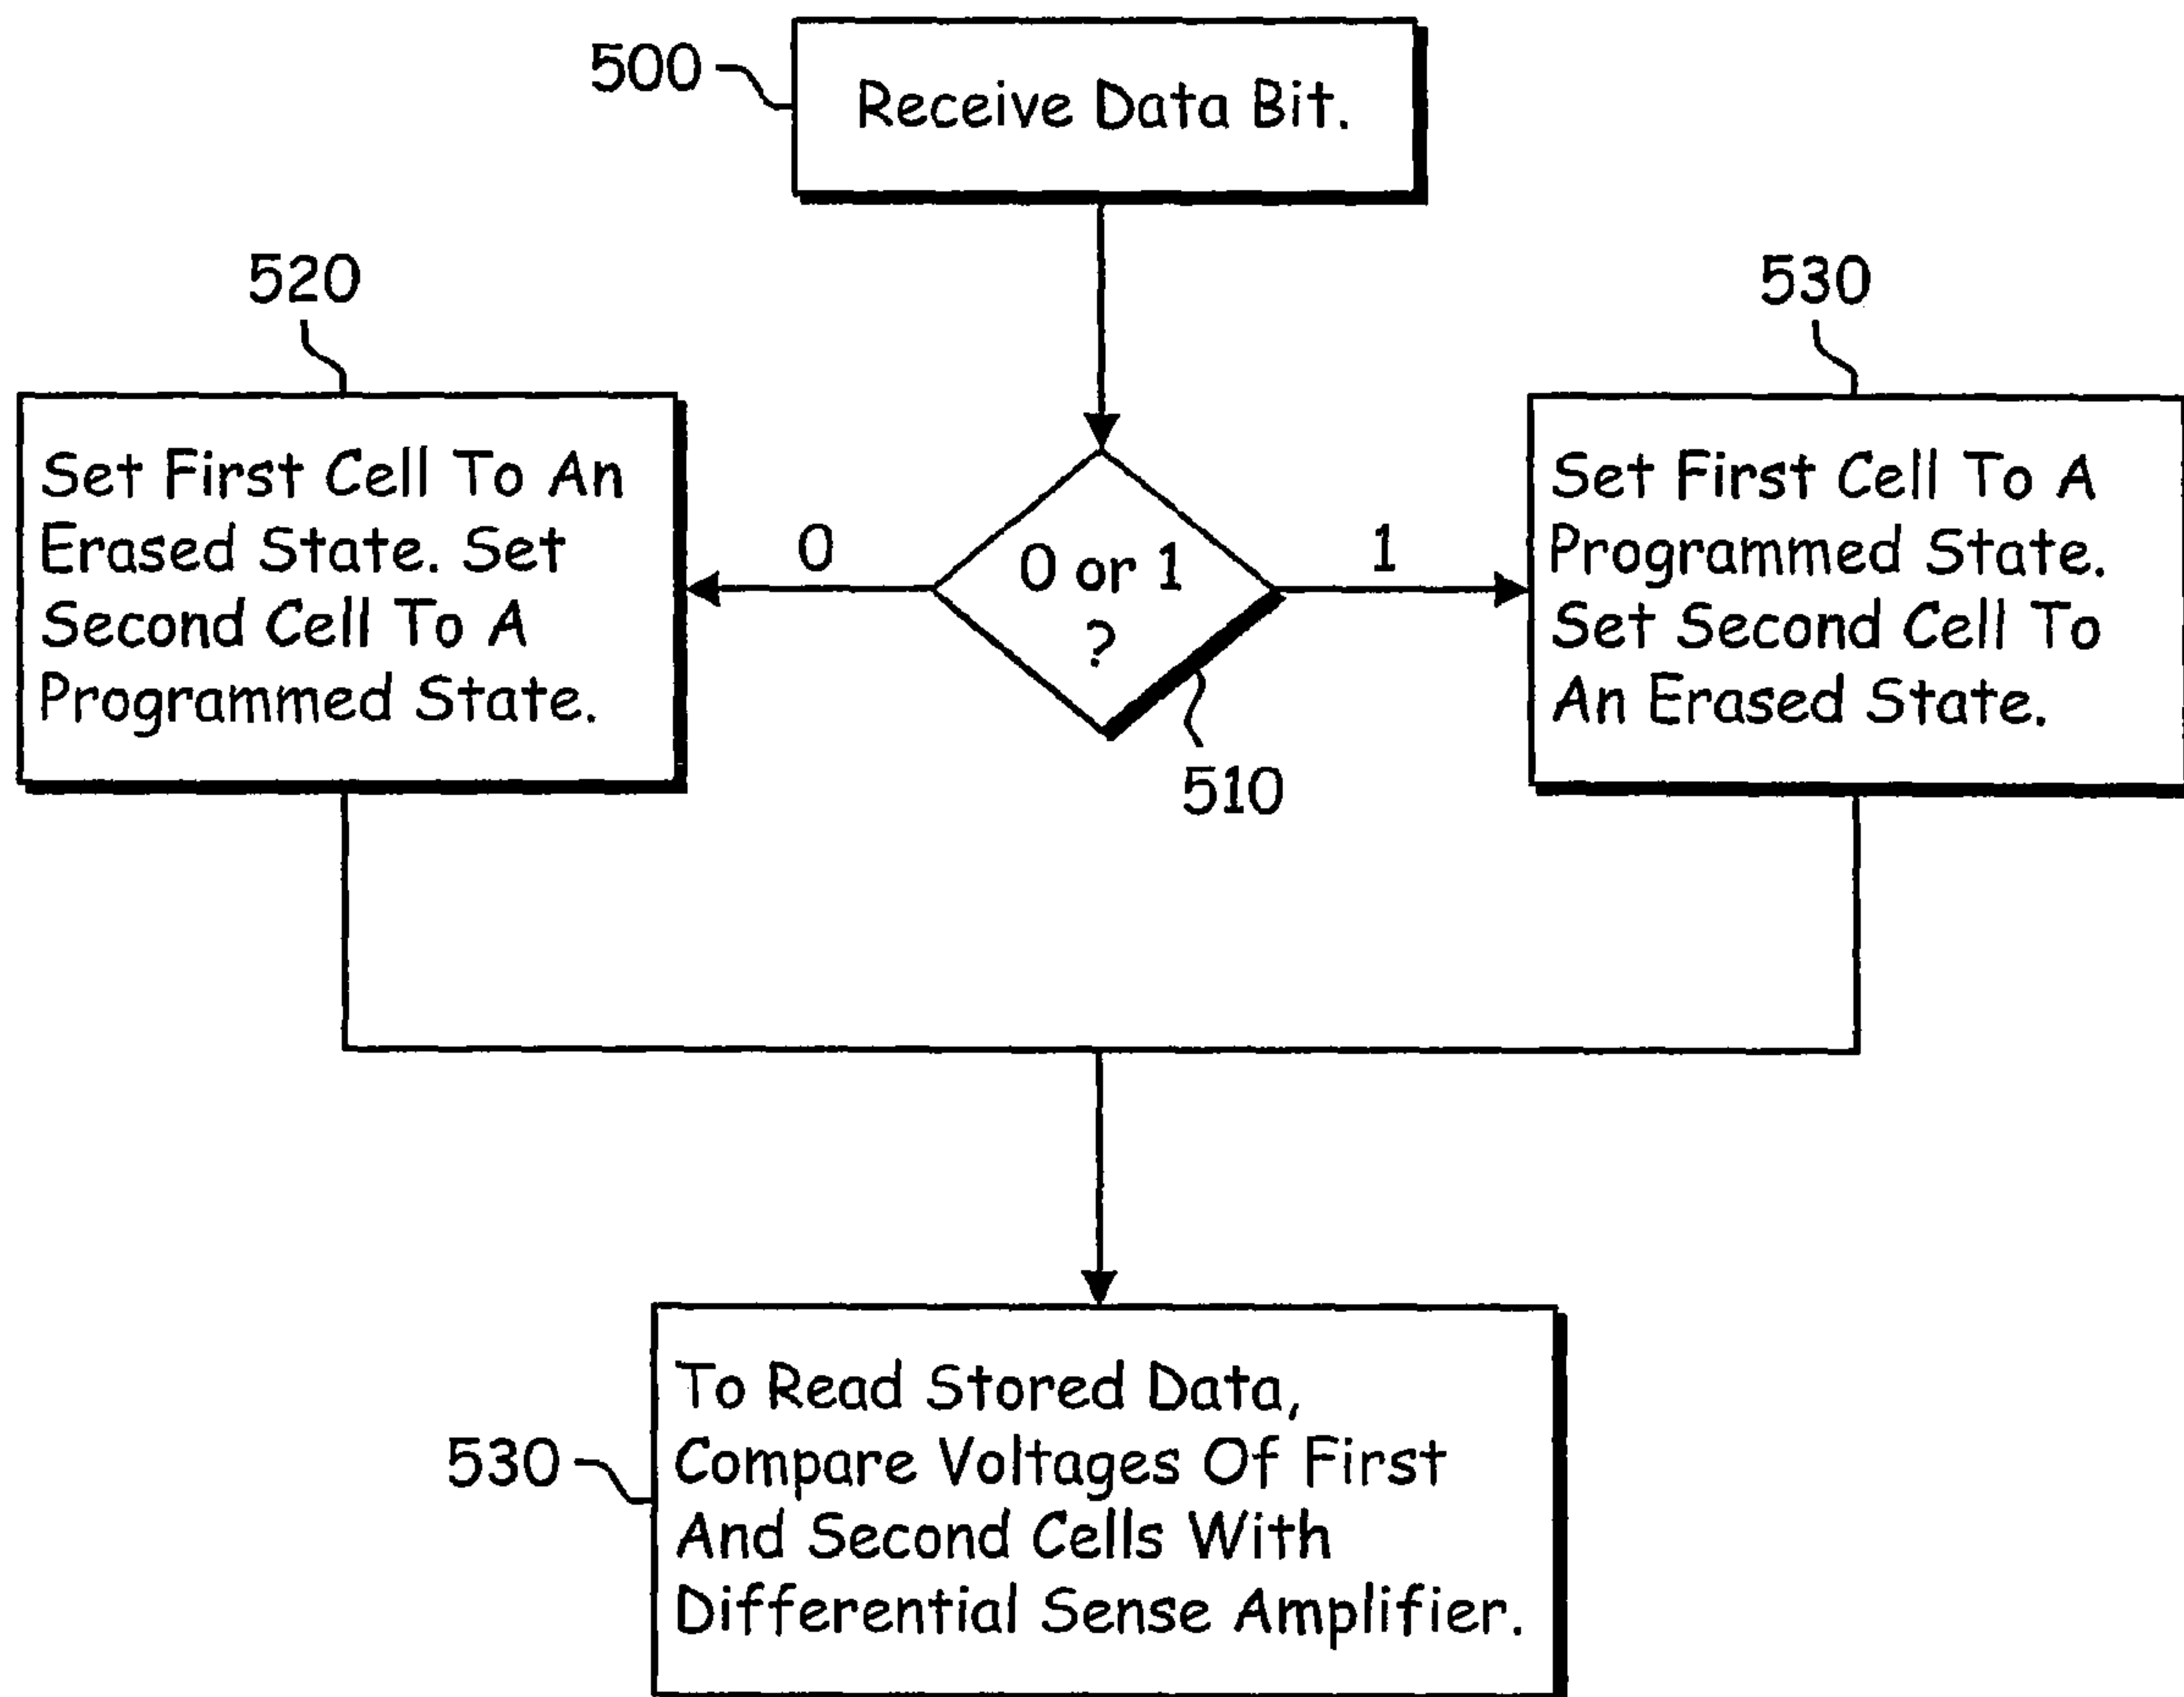 500
Receive Data Bit.
520
530
Set First Cell To An
Erased State. Set
Second Cell To A
Programmed State.
0
0 or 1
?
1
510
Set First Cell To A
Programmed State.
Set Second Cell To
An Erased State.
530
To Read Stored Data,
Compare Voltages Of First
And Second Cells With
Differential Sense Amplifier.